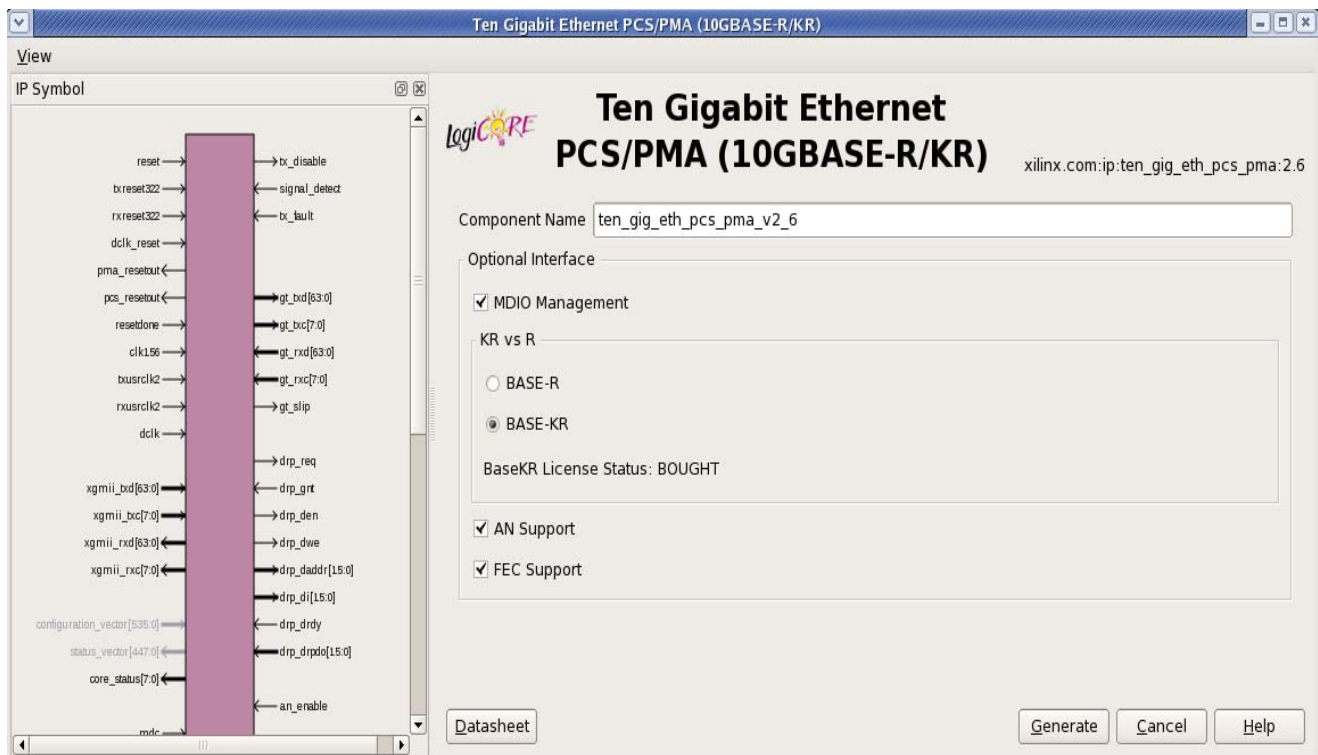 Ten Gigabit Ethernet PCS/PMA (10GBASE-R/KR)
View
IP Symbol
reset
txreset322
rxreset322
dclk_reset
pma_resetout
pcs_resetout
resetdone
clk156
txusrclk2
rxusrclk2
dclk
xgmii_txd[63:0]
xgmii_txc[7:0]
xgmii_rxd[63:0]
xgmii_rxc[7:0]
configuration_vector[535:0]
status_vector[447:0]
core_status[7:0]
mdc
tx_disable
signal_detect
tx_fault
gt_txd[63:0]
gt_txc[7:0]
gt_rxd[63:0]
gt_rxc[7:0]
gt_slip
drp_req
drp_gnt
drp_den
drp_dwe
drp_daddr[15:0]
drp_di[15:0]
drp_drdy
drp_drpdo[15:0]
an_enable
LogiCORE
Ten Gigabit Ethernet
PCS/PMA (10GBASE-R/KR)
xilinx.com:ip:ten_gig_eth_pcs_pma:2.6
Component Name ten_gig_eth_pcs_pma_v2_6
Optional Interface
MDIO Management
KR vs R
BASE-R
BASE-KR
BaseKR License Status: BOUGHT
AN Support
FEC Support
Datasheet
Generate
Cancel
Help